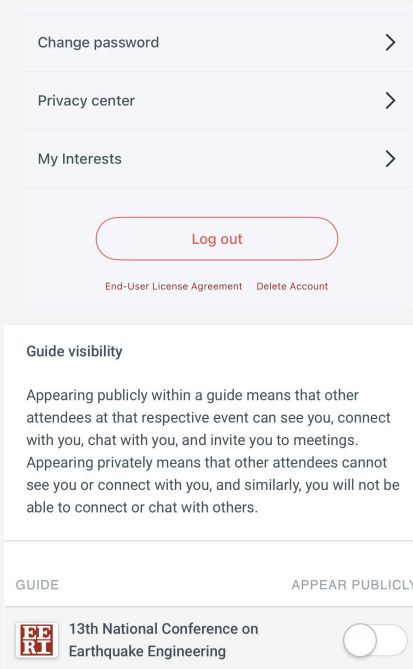 Change password
Privacy center
My Interests
Log out
End-User License Agreement Delete Account
Guide visibility
Appearing publicly within a guide means that other
attendees at that respective event can see you, connect
with you, chat with you, and invite you to meetings.
Appearing privately means that other attendees cannot
see you or connect with you, and similarly, you will not be
able to connect or chat with others.
GUIDE APPEAR PUBLICLY
EE
RI
13th National Conference on
Earthquake Engineering